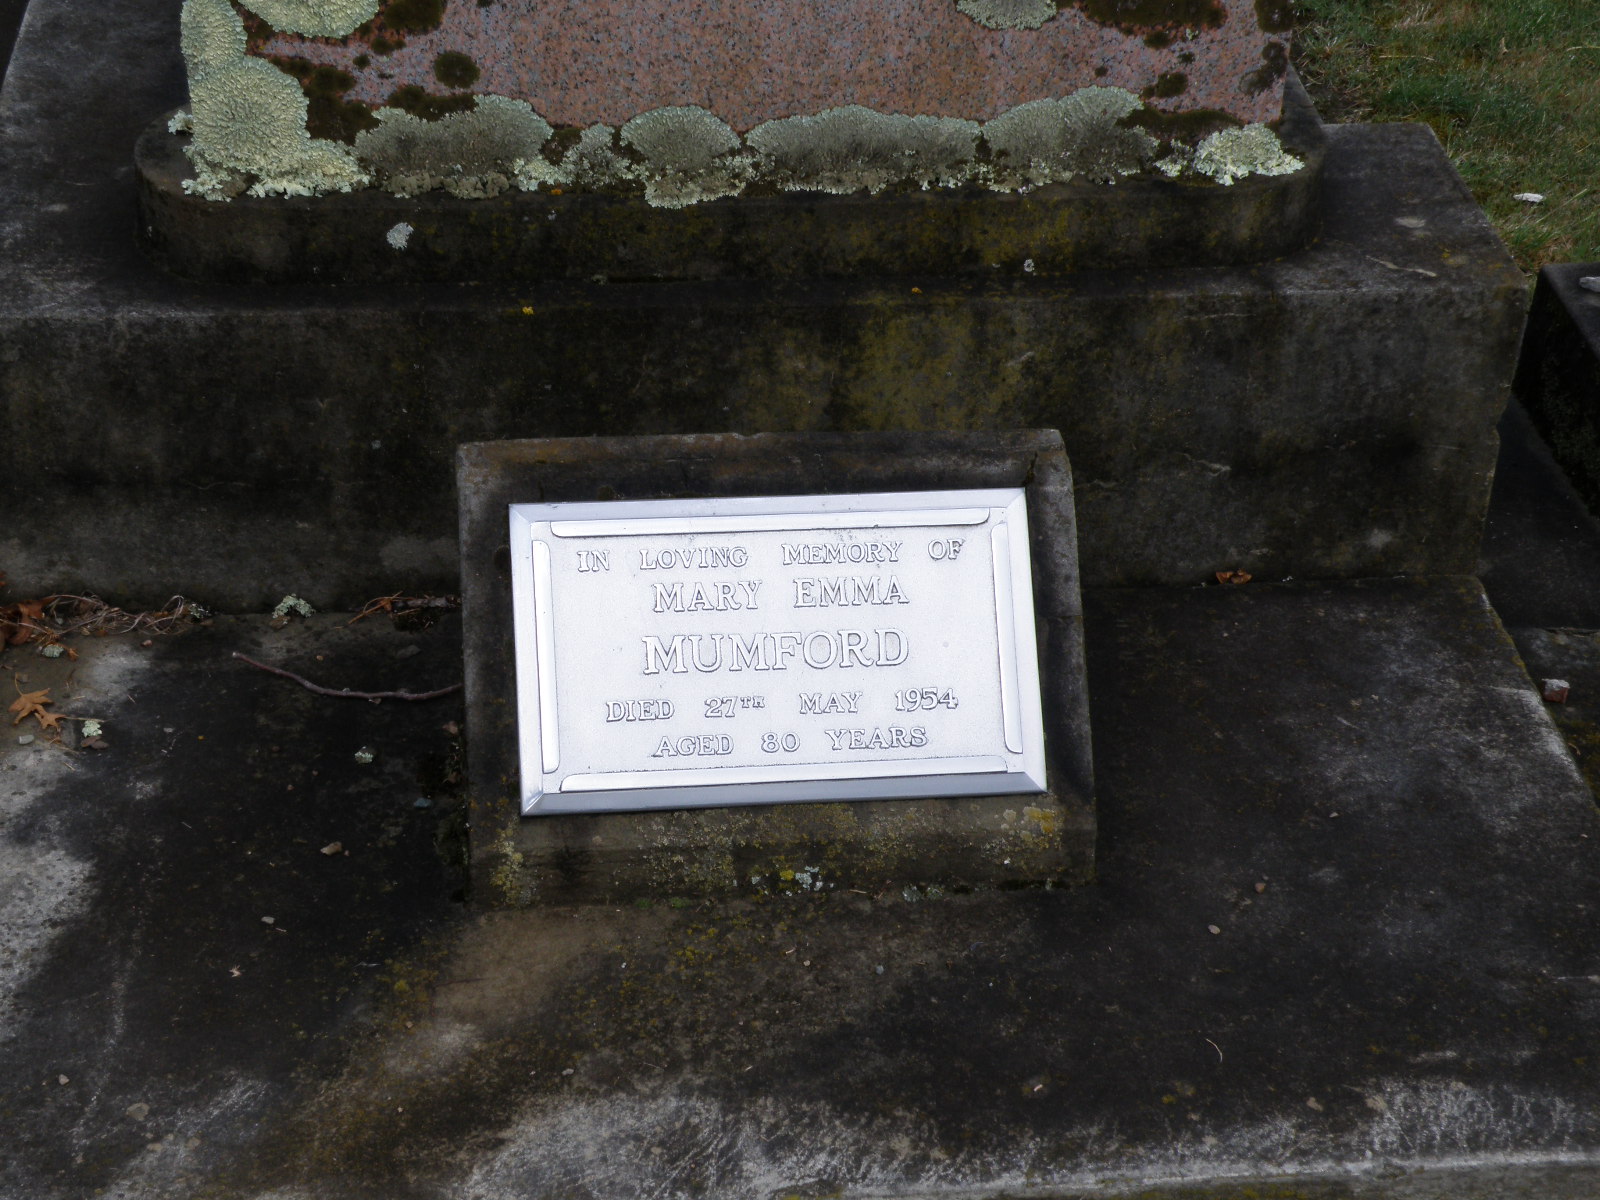 IN LOVING MEMORY OF
MARY EMMA
MUMFORD
DIED 27TH MAY 1954
AGED 80 YEARS